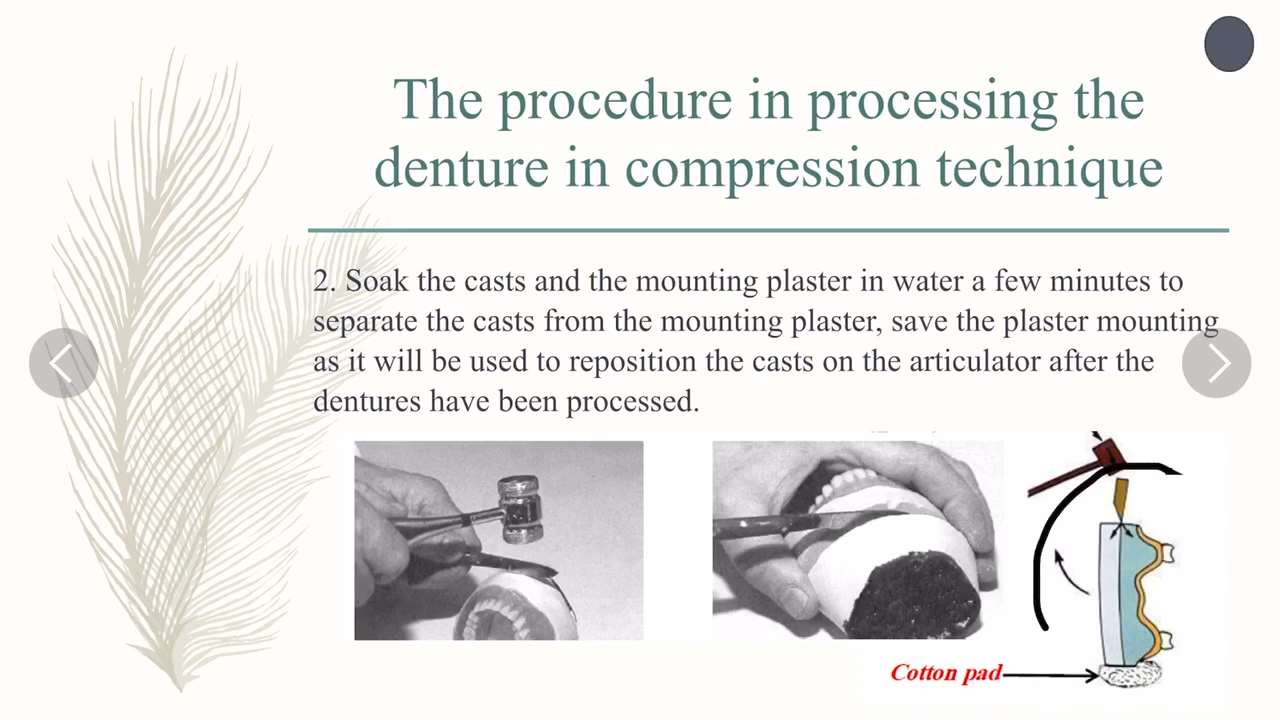 The procedure in processing the
denture in compression technique
2. Soak the casts and the mounting plaster in water a few minutes to
separate the casts from the mounting plaster, save the plaster mounting
as it will be used to reposition the casts on the articulator after the
dentures have been processed.
Cotton pad